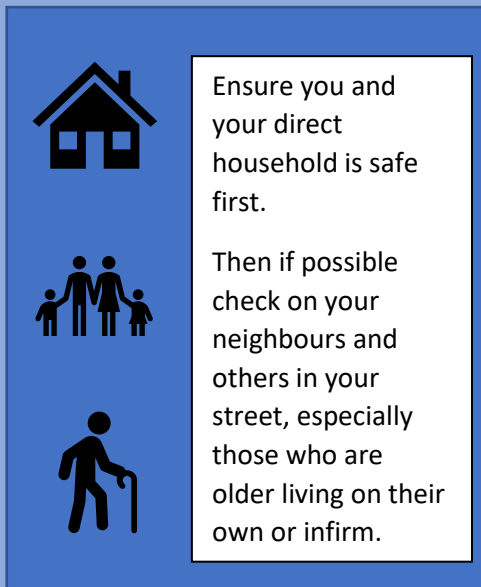 Ensure you and
your direct
household is safe
first.
Then if possible
check on your
neighbours and
others in your
street, especially
those who are
older living on their
own or infirm.